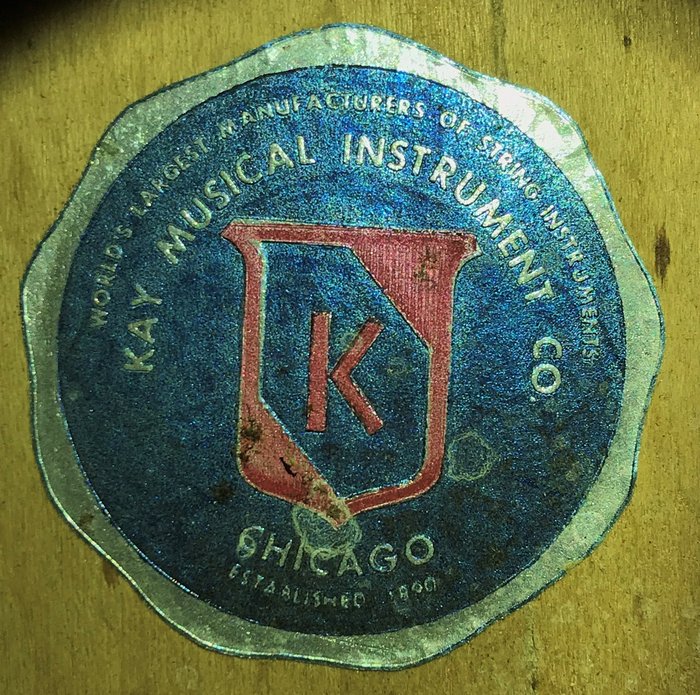 WORLD'S LARGEST MANUFACTURERS OF STRING INSTRUMENTS
KAY MUSICAL INSTRUMENT CO.
K
CHICAGO
ESTABLISHED 1890